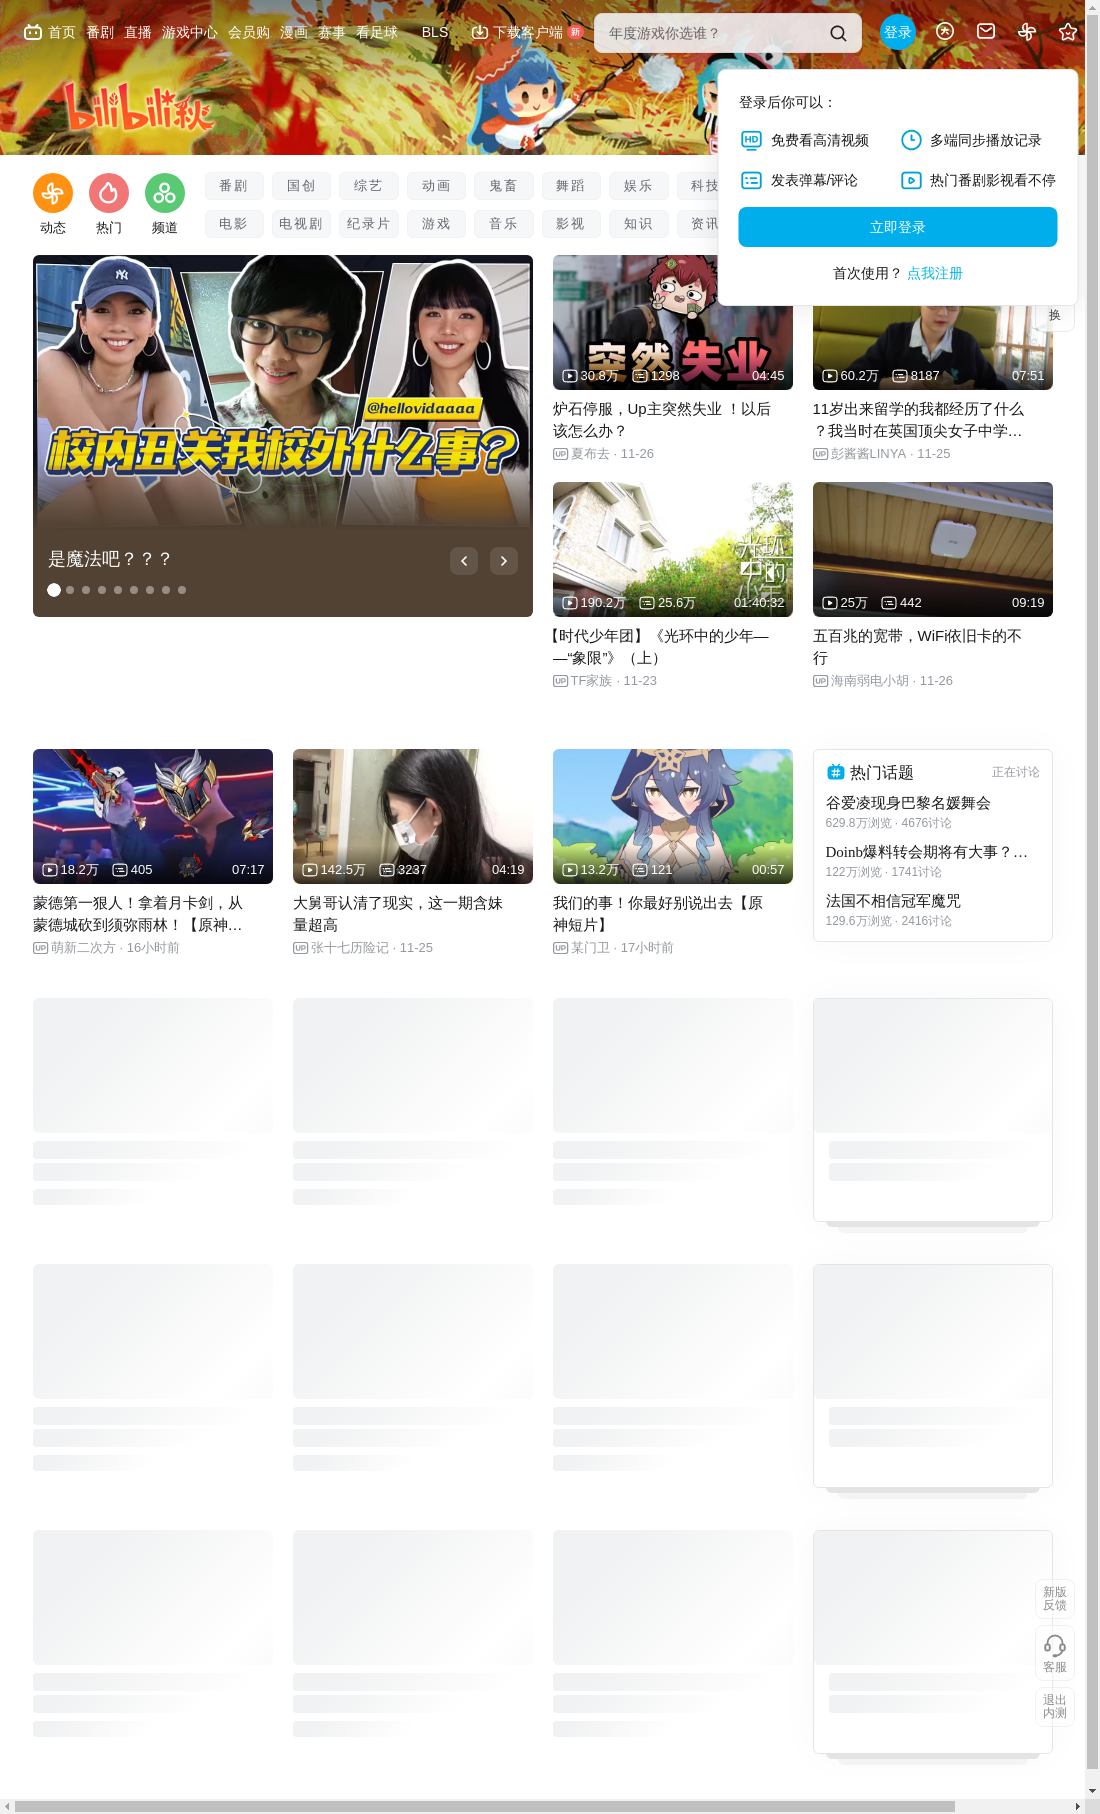 首页 番剧 直播 游戏中心 会员购 漫画 赛事 看足球 BLS 下载客户端 新
年度游戏你选谁？
登录
bilibili秋
登录后你可以：
免费看高清视频 多端同步播放记录
发表弹幕/评论 热门番剧影视看不停
立即登录
首次使用？ 点我注册
动态 热门 频道
番剧 国创 综艺 动画 鬼畜 舞蹈 娱乐 科技
电影 电视剧 纪录片 游戏 音乐 影视 知识 资讯
换
@hellovidaaaa
校内丑关我校外什么事?
是魔法吧？？？
突然失业
30.8万 1298 04:45
炉石停服，Up主突然失业 ！以后
该怎么办？
夏布去 · 11-26
60.2万 8187 07:51
11岁出来留学的我都经历了什么
？我当时在英国顶尖女子中学…
彭酱酱LINYA · 11-25
光环中的少年
190.2万 25.6万 01:40:32
【时代少年团】《光环中的少年—
—“象限”》（上）
TF家族 · 11-23
25万 442 09:19
五百兆的宽带，WiFi依旧卡的不
行
海南弱电小胡 · 11-26
18.2万 405 07:17
蒙德第一狠人！拿着月卡剑，从
蒙德城砍到须弥雨林！【原神…
萌新二次方 · 16小时前
142.5万 3237 04:19
大舅哥认清了现实，这一期含妹
量超高
张十七历险记 · 11-25
13.2万 121 00:57
我们的事！你最好别说出去【原
神短片】
某门卫 · 17小时前
热门话题 正在讨论
谷爱凌现身巴黎名媛舞会
629.8万浏览 · 4676讨论
Doinb爆料转会期将有大事？…
122万浏览 · 1741讨论
法国不相信冠军魔咒
129.6万浏览 · 2416讨论
新版
反馈
客服
退出
内测